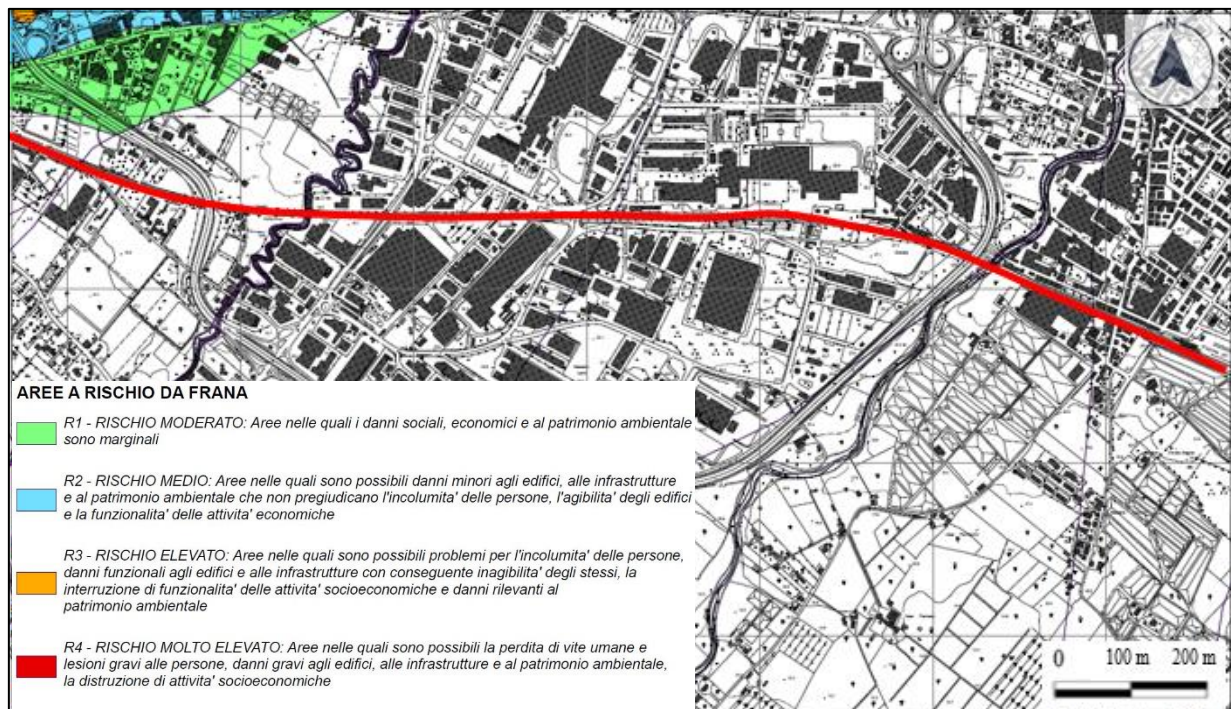 N
AREE A RISCHIO DA FRANA
R1 - RISCHIO MODERATO: Aree nelle quali i danni sociali, economici e al patrimonio ambientale
sono marginali
R2 - RISCHIO MEDIO: Aree nelle quali sono possibili danni minori agli edifici, alle infrastrutture
e al patrimonio ambientale che non pregiudicano l'incolumita' delle persone, l'agibilita' degli edifici
e la funzionalita' delle attivita' economiche
R3 - RISCHIO ELEVATO: Aree nelle quali sono possibili problemi per l'incolumita' delle persone,
danni funzionali agli edifici e alle infrastrutture con conseguente inagibilita' degli stessi, la
interruzione di funzionalita' delle attivita' socioeconomiche e danni rilevanti al
patrimonio ambientale
R4 - RISCHIO MOLTO ELEVATO: Aree nelle quali sono possibili la perdita di vite umane e
lesioni gravi alle persone, danni gravi agli edifici, alle infrastrutture e al patrimonio ambientale,
la distruzione di attivita' socioeconomiche
0 100 m 200 m